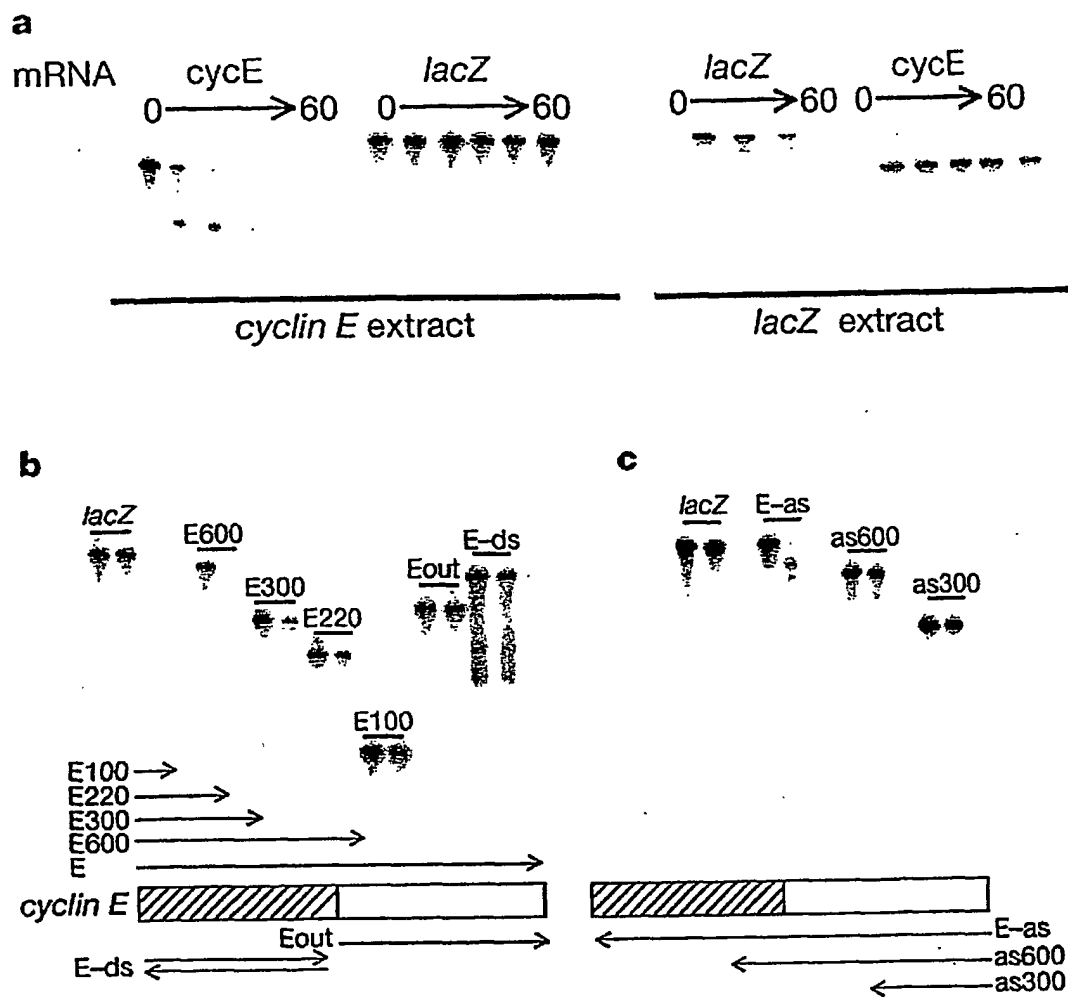 a
mRNA cycE lacZ lacZ cycE
0 60 0 60 0 60 0 60
cyclin E extract lacZ extract
b
lacZ
E600
E300
E220
E100
Eout
E–ds
E100
E220
E300
E600
E
cyclin E
Eout
E–ds
c
lacZ
E–as
as600
as300
E–as
as600
as300